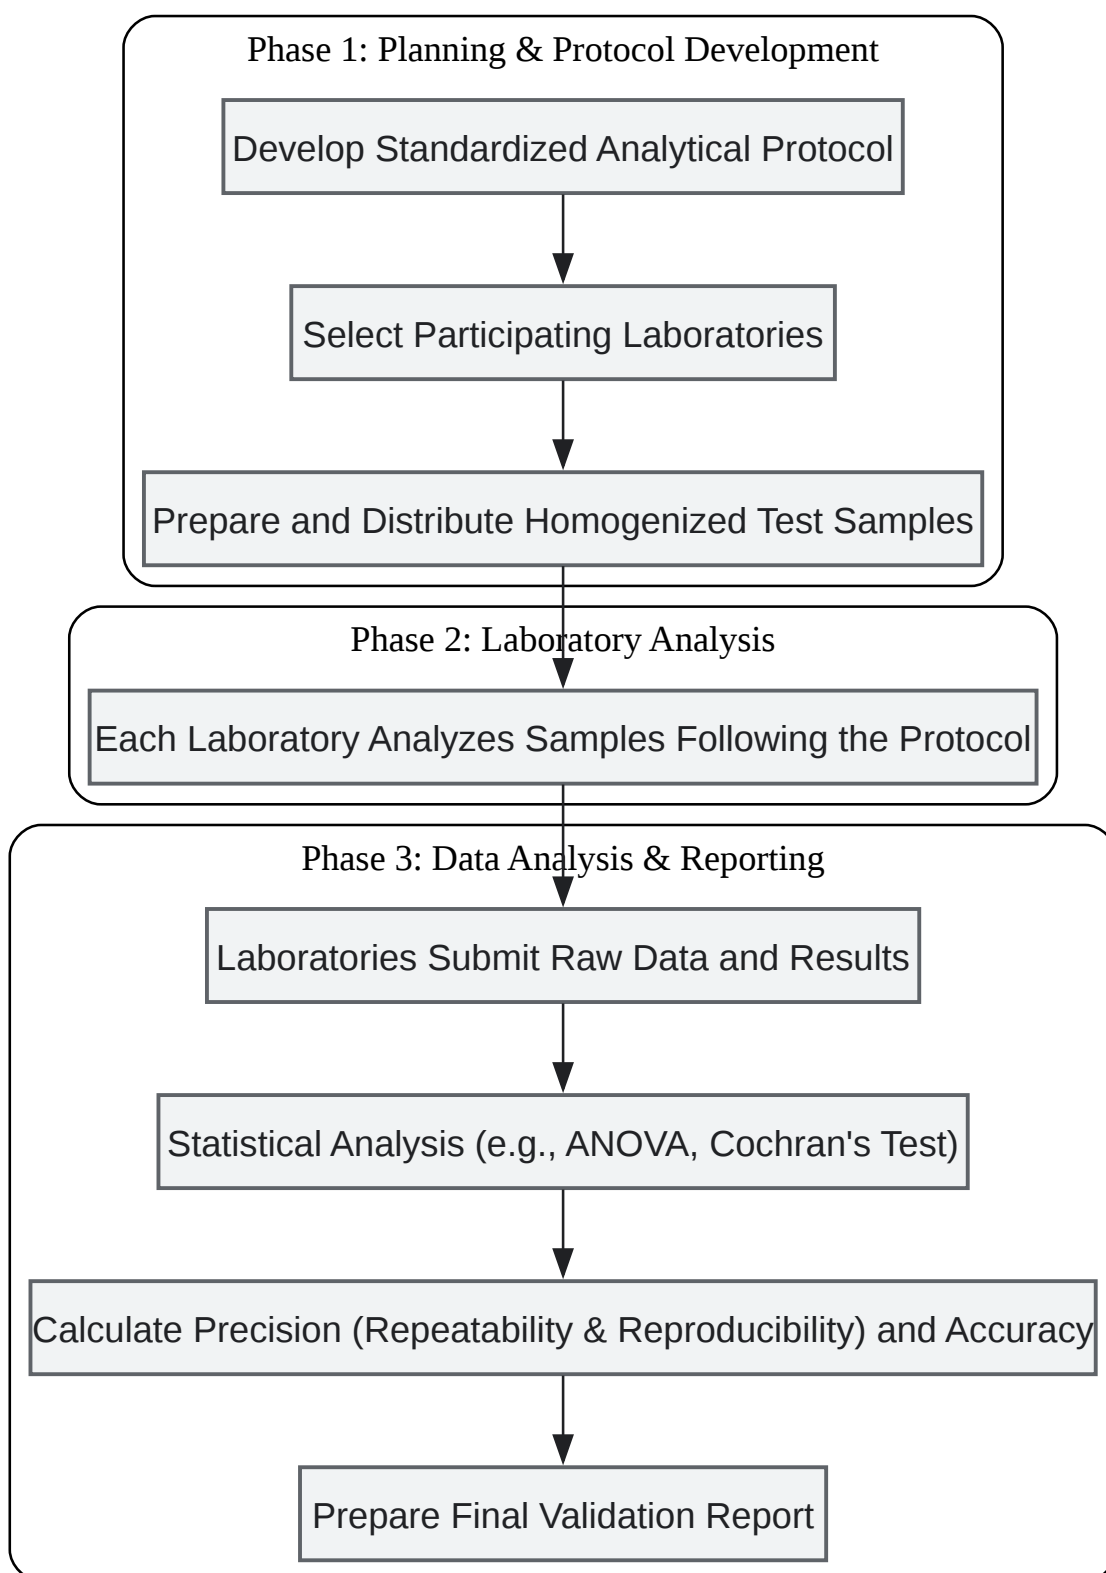 Phase 1: Planning & Protocol Development
Develop Standardized Analytical Protocol
Select Participating Laboratories
Prepare and Distribute Homogenized Test Samples
Phase 2: Laboratory Analysis
Each Laboratory Analyzes Samples Following the Protocol
Phase 3: Data Analysis & Reporting
Laboratories Submit Raw Data and Results
Statistical Analysis (e.g., ANOVA, Cochran's Test)
Calculate Precision (Repeatability & Reproducibility) and Accuracy
Prepare Final Validation Report